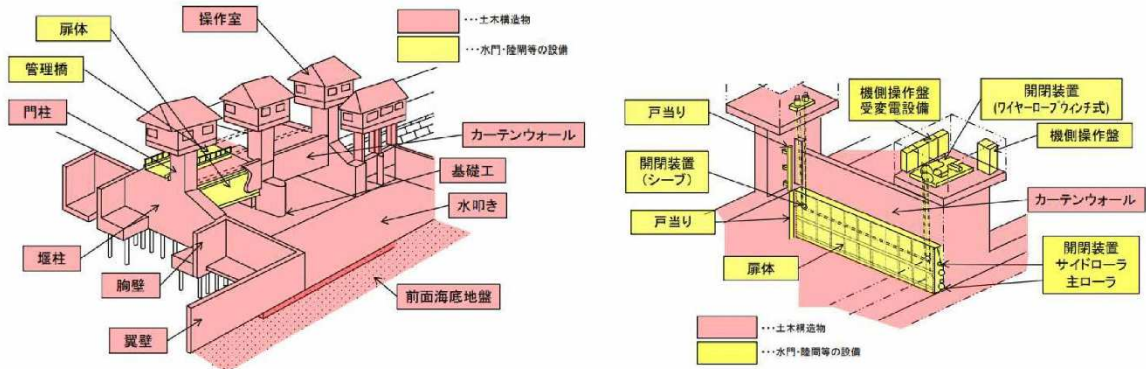 操作室
扉体
管理橋
門柱
・・・土木構造物
・・・水門・陸閘等の設備
カーテンウォール
基礎工
水叩き
堰柱
胸壁
翼壁
前面海底地盤
戸当り
開閉装置
(シーブ)
戸当り
機側操作盤
受変電設備
開閉装置
(ワイヤーロープウィンチ式)
機側操作盤
カーテンウォール
扉体
開閉装置
サイドローラ
主ローラ
・・・土木構造物
・・・水門・陸閘等の設備